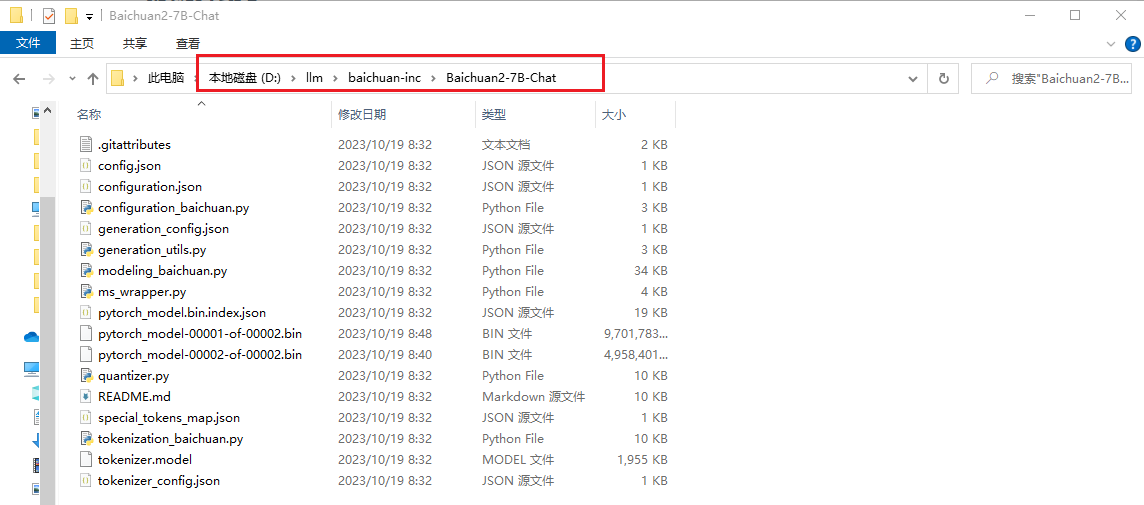 Baichuan2-7B-Chat
文件 主页 共享 查看
此电脑 本地磁盘 (D:) llm baichuan-inc Baichuan2-7B-Chat 搜索"Baichuan2-7B...
名称 修改日期 类型 大小
.gitattributes 2023/10/19 8:32 文本文档 2 KB
config.json 2023/10/19 8:32 JSON 源文件 1 KB
configuration.json 2023/10/19 8:32 JSON 源文件 1 KB
configuration_baichuan.py 2023/10/19 8:32 Python File 3 KB
generation_config.json 2023/10/19 8:32 JSON 源文件 1 KB
generation_utils.py 2023/10/19 8:32 Python File 3 KB
modeling_baichuan.py 2023/10/19 8:32 Python File 34 KB
ms_wrapper.py 2023/10/19 8:32 Python File 4 KB
pytorch_model.bin.index.json 2023/10/19 8:32 JSON 源文件 19 KB
pytorch_model-00001-of-00002.bin 2023/10/19 8:48 BIN 文件 9,701,783...
pytorch_model-00002-of-00002.bin 2023/10/19 8:40 BIN 文件 4,958,401...
quantizer.py 2023/10/19 8:32 Python File 10 KB
README.md 2023/10/19 8:32 Markdown 源文件 10 KB
special_tokens_map.json 2023/10/19 8:32 JSON 源文件 1 KB
tokenization_baichuan.py 2023/10/19 8:32 Python File 10 KB
tokenizer.model 2023/10/19 8:32 MODEL 文件 1,955 KB
tokenizer_config.json 2023/10/19 8:32 JSON 源文件 1 KB